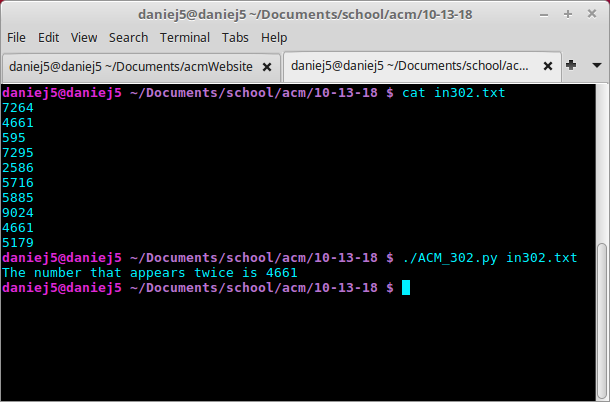 daniej5@daniej5 ~/Documents/school/acm/10-13-18
File Edit View Search Terminal Tabs Help
daniej5@daniej5 ~/Documents/acmWebsite
daniej5@daniej5 ~/Documents/school/ac...
daniej5@daniej5 ~/Documents/school/acm/10-13-18 $ cat in302.txt
7264
4661
595
7295
2586
5716
5885
9024
4661
5179
daniej5@daniej5 ~/Documents/school/acm/10-13-18 $ ./ACM_302.py in302.txt
The number that appears twice is 4661
daniej5@daniej5 ~/Documents/school/acm/10-13-18 $